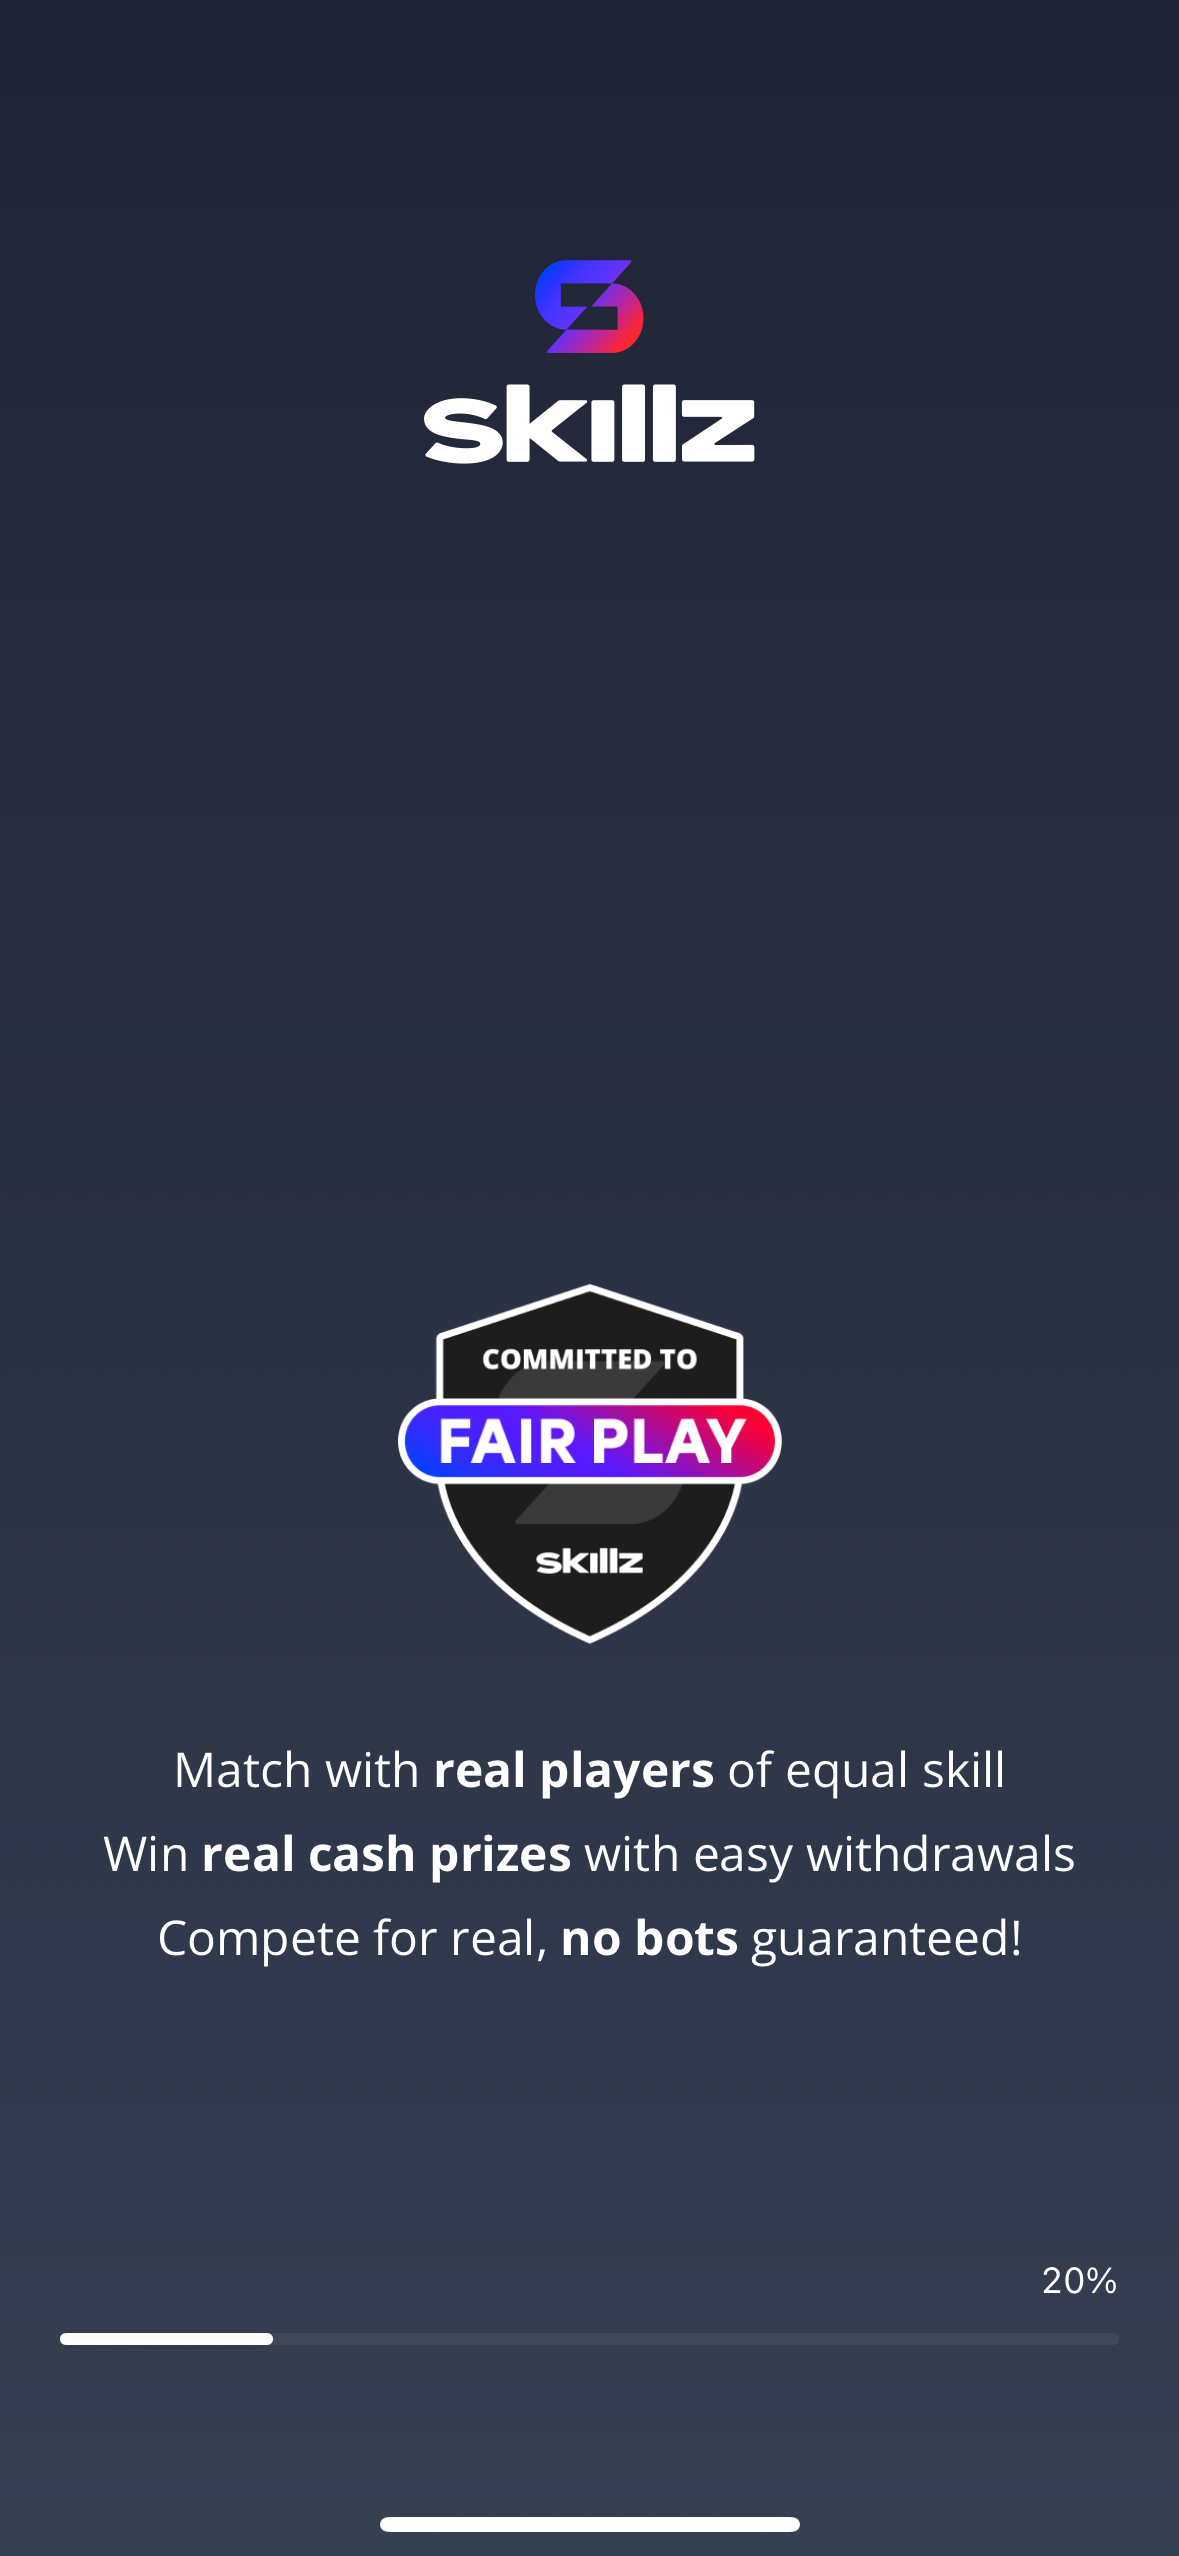 skillz
COMMITTED TO
FAIR PLAY
skillz
Match with real players of equal skill
Win real cash prizes with easy withdrawals
Compete for real, no bots guaranteed!
20%